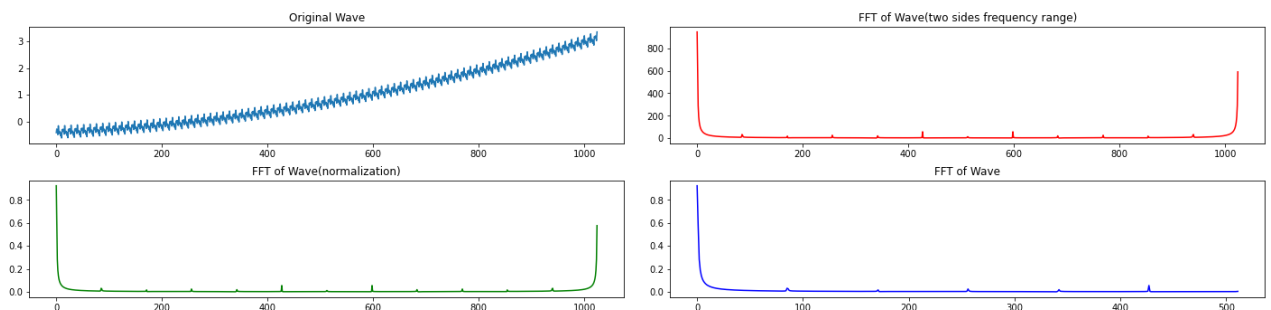 Original Wave
3
2
1
0
0 200 400 600 800 1000
FFT of Wave(two sides frequency range)
800
600
400
200
0
0 200 400 600 800 1000
FFT of Wave(normalization)
0.8
0.6
0.4
0.2
0.0
0 200 400 600 800 1000
FFT of Wave
0.8
0.6
0.4
0.2
0.0
0 100 200 300 400 500